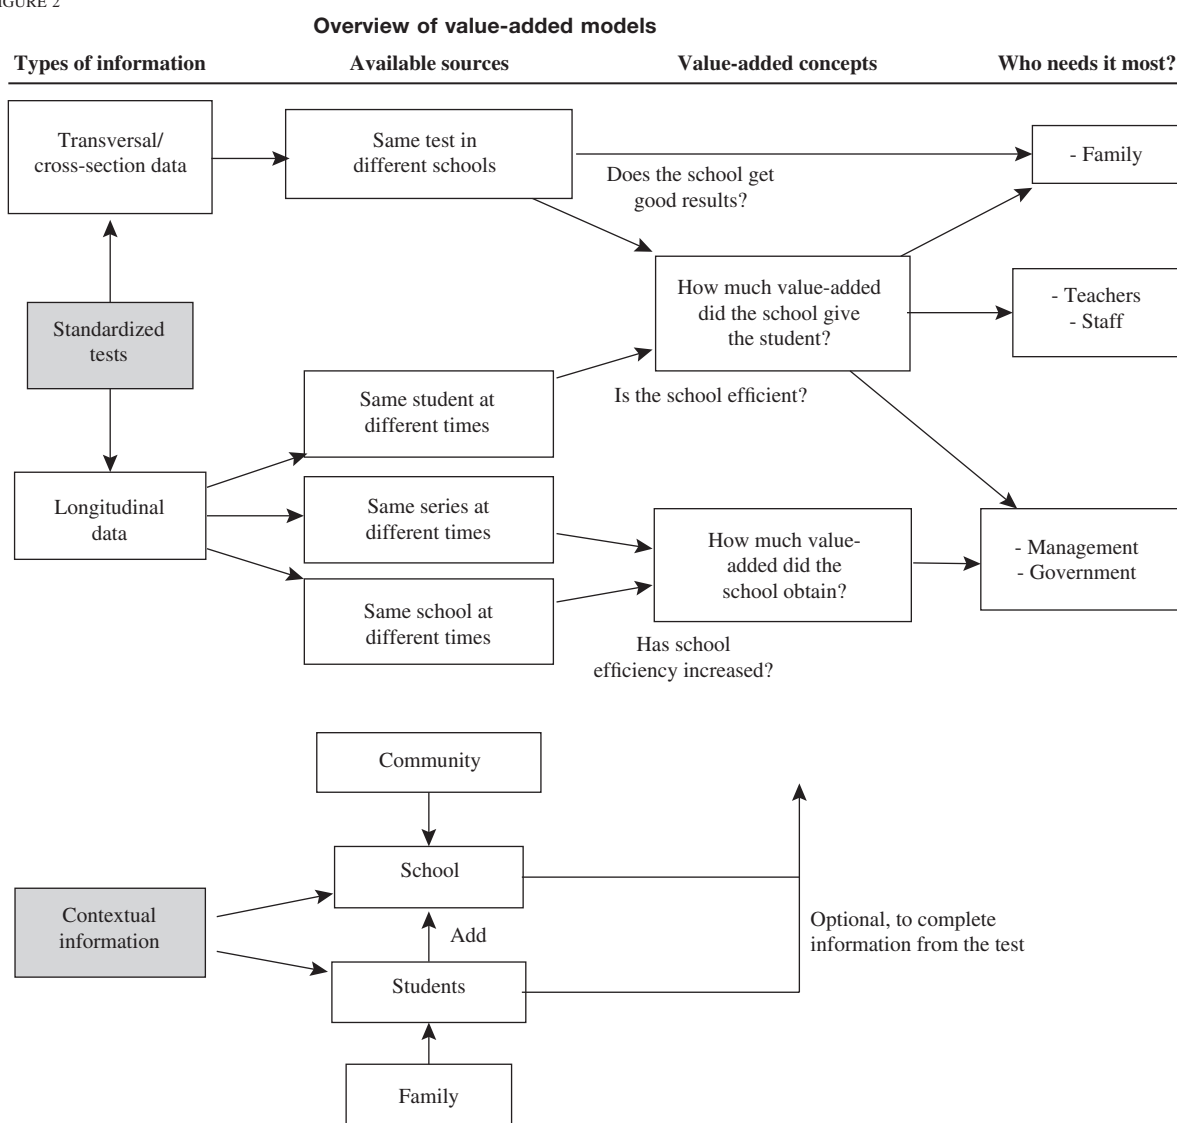 FIGURE 2
Overview of value-added models
Types of information
Available sources
Value-added concepts
Who needs it most?
Transversal/
cross-section data
Same test in
different schools
Does the school get
good results?
- Family
Standardized
tests
How much value-added
did the school give
the student?
- Teachers
- Staff
Is the school efficient?
Same student at
different times
Longitudinal
data
Same series at
different times
How much value-
added did the
school obtain?
- Management
- Government
Same school at
different times
Has school
efficiency increased?
Community
School
Contextual
information
Add
Optional, to complete
information from the test
Students
Family